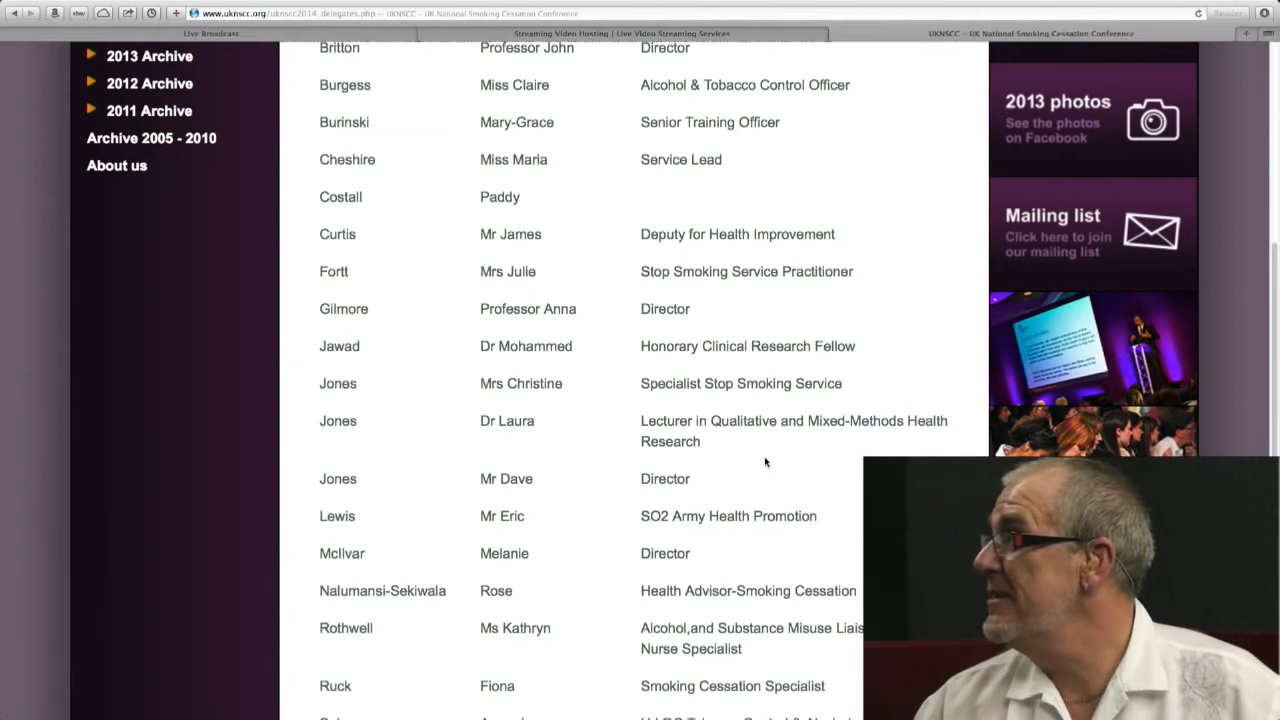 www.uknscc.org/uknscc2014_delegates.php — UKNSCC – UK National Smoking Cessation Conference
Reader
Live Broadcast
Streaming Video Hosting | Live Video Streaming Services
UKNSCC – UK National Smoking Cessation Conference
2013 Archive
2012 Archive
2011 Archive
Archive 2005 - 2010
About us
Britton Professor John Director
Burgess Miss Claire Alcohol & Tobacco Control Officer
Burinski Mary-Grace Senior Training Officer
Cheshire Miss Maria Service Lead
Costall Paddy
Curtis Mr James Deputy for Health Improvement
Fortt Mrs Julie Stop Smoking Service Practitioner
Gilmore Professor Anna Director
Jawad Dr Mohammed Honorary Clinical Research Fellow
Jones Mrs Christine Specialist Stop Smoking Service
Jones Dr Laura Lecturer in Qualitative and Mixed-Methods Health
Research
Jones Mr Dave Director
Lewis Mr Eric SO2 Army Health Promotion
McIlvar Melanie Director
Nalumansi-Sekiwala Rose Health Advisor-Smoking Cessation
Rothwell Ms Kathryn Alcohol,and Substance Misuse Liais
Nurse Specialist
Ruck Fiona Smoking Cessation Specialist
2013 photos
See the photos
on Facebook
Mailing list
Click here to join
our mailing list